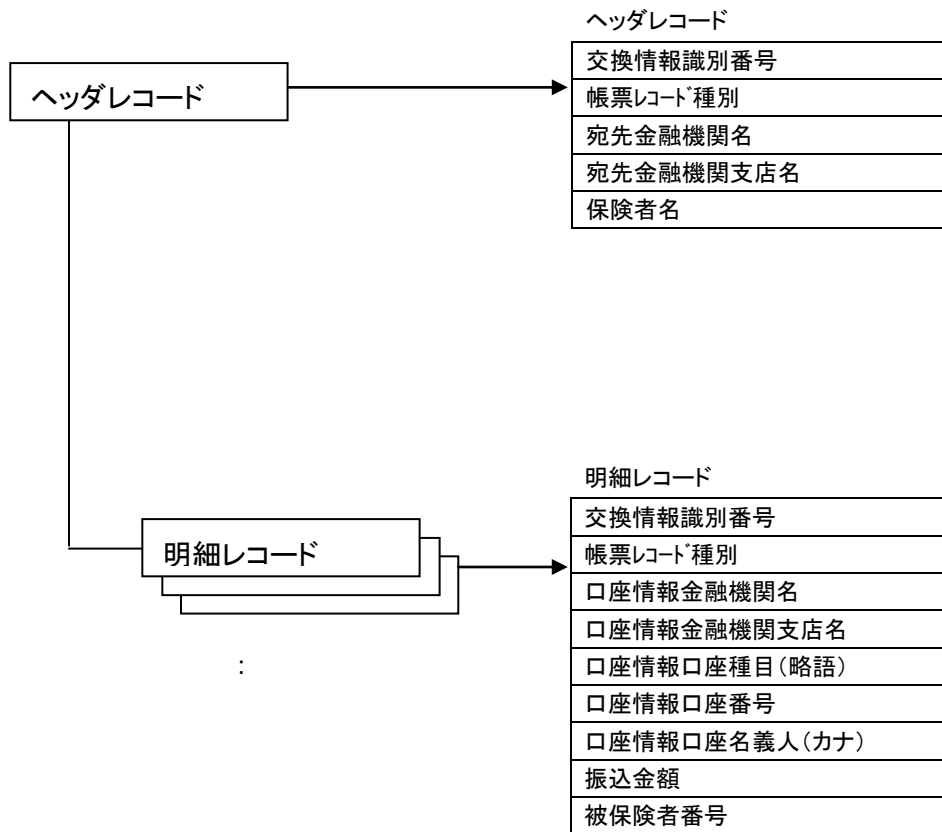 ヘッダレコード
ヘッダレコード
交換情報識別番号
帳票ﾚｺｰﾄﾞ種別
宛先金融機関名
宛先金融機関支店名
保険者名
明細レコード
明細レコード
交換情報識別番号
帳票ﾚｺｰﾄﾞ種別
口座情報金融機関名
口座情報金融機関支店名
口座情報口座種目(略語)
口座情報口座番号
口座情報口座名義人(カナ)
振込金額
被保険者番号
: